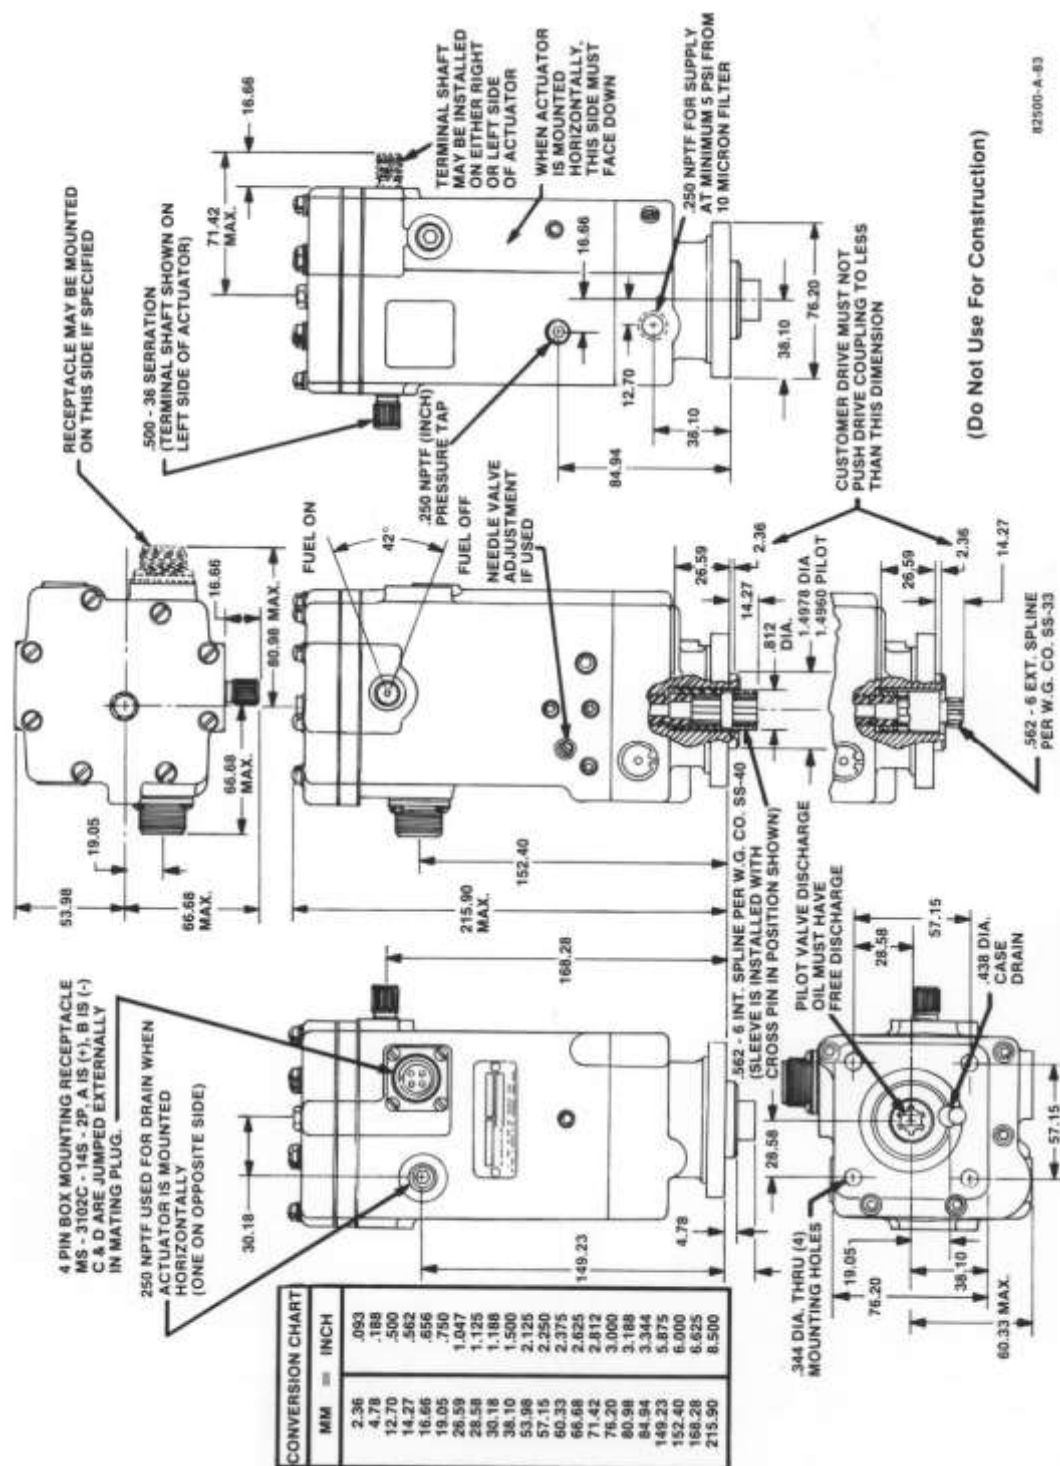 4 PIN BOX MOUNTING RECEPTACLE
MS - 3102C - 14S - 2P, A IS (+), B IS (-)
C & D ARE JUMPED EXTERNALLY
IN MATING PLUG.
250 NPTF USED FOR DRAIN WHEN
ACTUATOR IS MOUNTED
HORIZONTALLY
(ONE ON OPPOSITE SIDE)
30.18
168.28
149.23
4.78
CONVERSION CHART
MM = INCH
2.36 .093
4.78 .188
12.70 .500
14.27 .562
16.66 .656
19.05 .750
26.59 1.047
28.58 1.125
30.18 1.188
38.10 1.500
53.98 2.125
57.15 2.250
60.33 2.375
66.68 2.625
71.42 2.812
76.20 3.000
80.98 3.188
84.94 3.344
149.23 5.875
152.40 6.000
168.28 6.625
215.90 8.500
53.98
19.05
66.68
MAX.
66.68
MAX.
16.66
80.98 MAX.
RECEPTACLE MAY BE MOUNTED
ON THIS SIDE IF SPECIFIED
.500 - 36 SERRATION
(TERMINAL SHAFT SHOWN ON
LEFT SIDE OF ACTUATOR)
71.42
MAX.
16.66
TERMINAL SHAFT
MAY BE INSTALLED
ON EITHER RIGHT
OR LEFT SIDE
OF ACTUATOR
WHEN ACTUATOR
IS MOUNTED
HORIZONTALLY,
THIS SIDE MUST
FACE DOWN
16.66
.250 NPTF FOR SUPPLY
AT MINIMUM 5 PSI FROM
10 MICRON FILTER
FUEL ON
42°
FUEL OFF
.250 NPTF (INCH)
PRESSURE TAP
NEEDLE VALVE
ADJUSTMENT
IF USED
215.90
MAX.
152.40
12.70
38.10
84.94
38.10
76.20
26.59
2.36
14.27
.812
DIA.
1.4978 DIA
1.4960 PILOT
CUSTOMER DRIVE MUST NOT
PUSH DRIVE COUPLING TO LESS
THAN THIS DIMENSION
26.59
2.36
14.27
.562 - 6 INT. SPLINE PER W.G. CO. SS-40
(SLEEVE IS INSTALLED WITH
CROSS PIN IN POSITION SHOWN)
.562 - 6 EXT. SPLINE
PER W.G. CO. SS-33
PILOT VALVE DISCHARGE
OIL MUST HAVE
FREE DISCHARGE
28.58
57.15
.438 DIA.
CASE
DRAIN
28.58
57.15
.344 DIA. THRU (4)
MOUNTING HOLES
19.05
76.20
38.10
60.33 MAX.
(Do Not Use For Construction)
82500-A-83